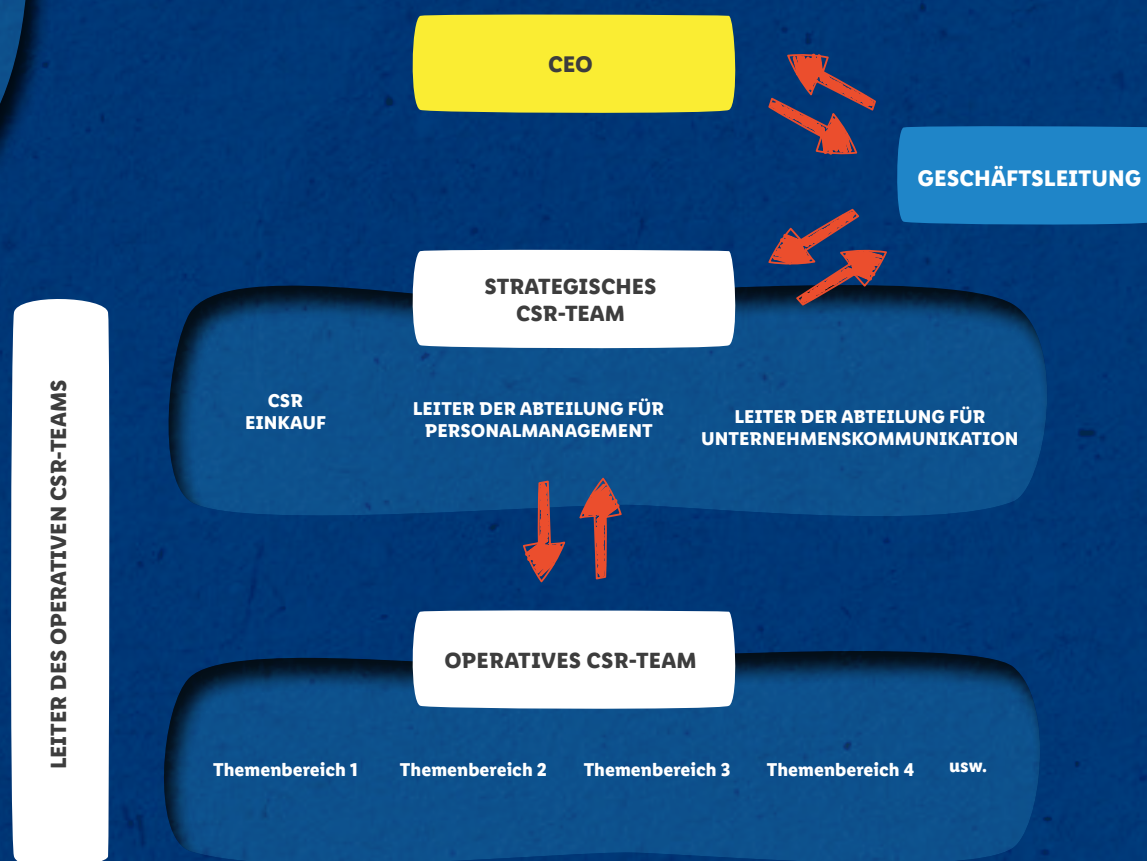 CEO
GESCHÄFTSLEITUNG
STRATEGISCHES
CSR-TEAM
CSR
EINKAUF
LEITER DER ABTEILUNG FÜR
PERSONALMANAGEMENT
LEITER DER ABTEILUNG FÜR
UNTERNEHMENSKOMMUNIKATION
LEITER DES OPERATIVEN CSR-TEAMS
OPERATIVES CSR-TEAM
Themenbereich 1
Themenbereich 2
Themenbereich 3
Themenbereich 4
usw.